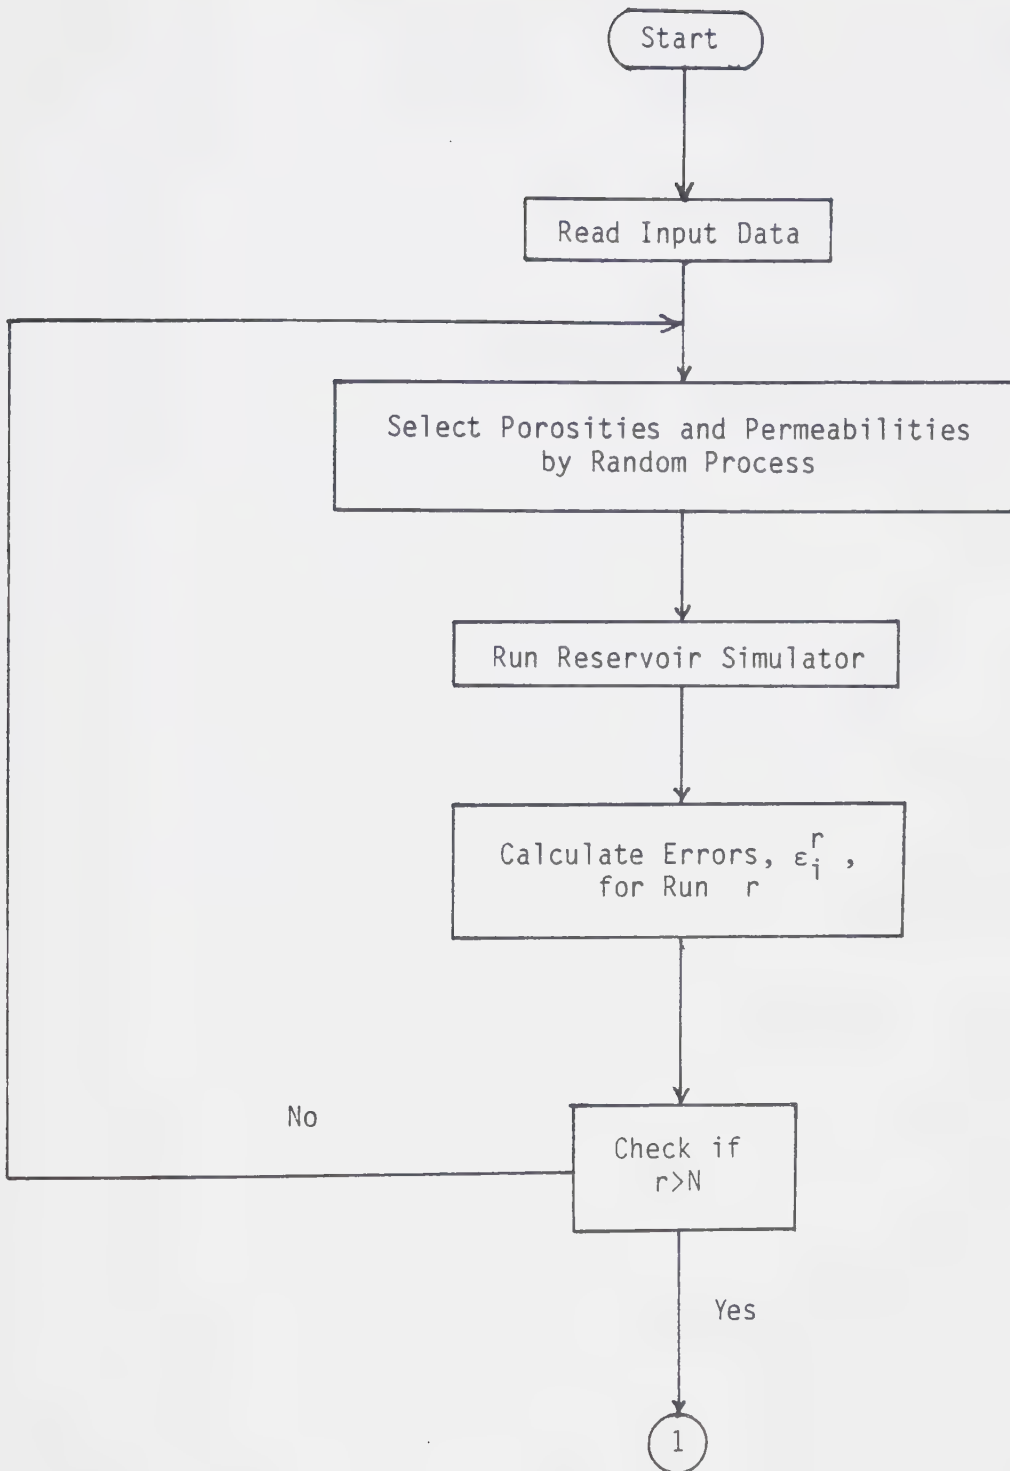 Start
Read Input Data
Select Porosities and Permeabilities
by Random Process
Run Reservoir Simulator
Calculate Errors, ε_i^r ,
for Run r
No
Check if
r>N
Yes
1